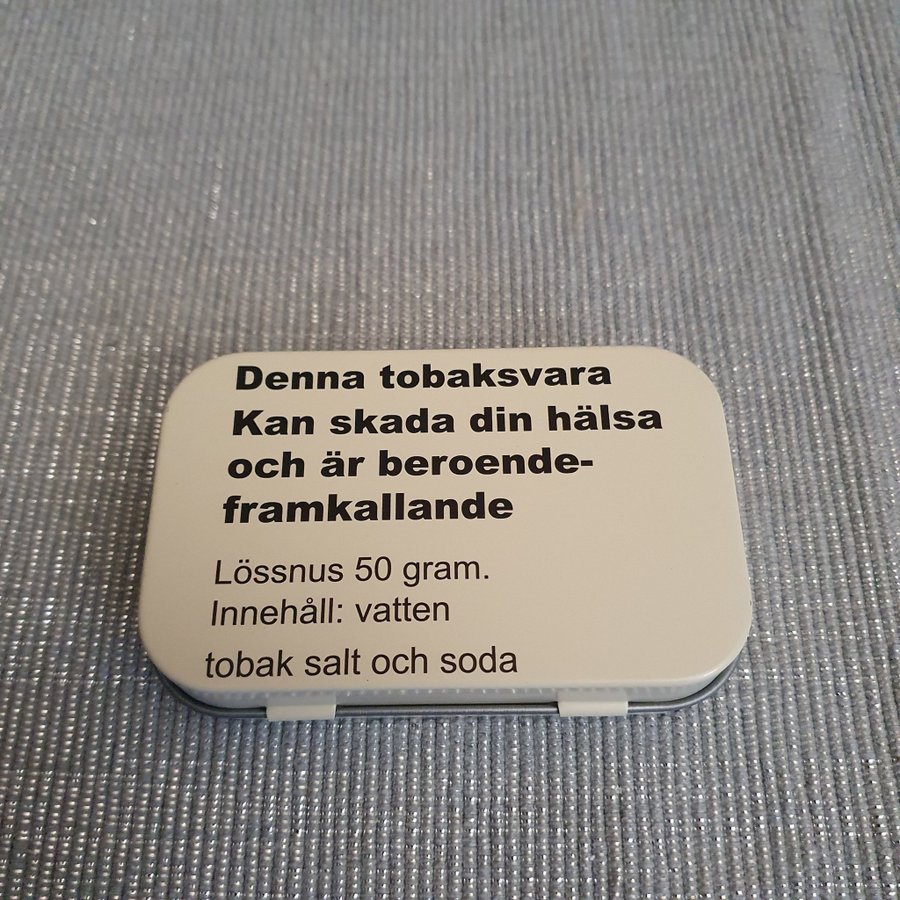 Denna tobaksvara
Kan skada din hälsa
och är beroende-
framkallande
Lössnus 50 gram.
Innehåll: vatten
tobak salt och soda